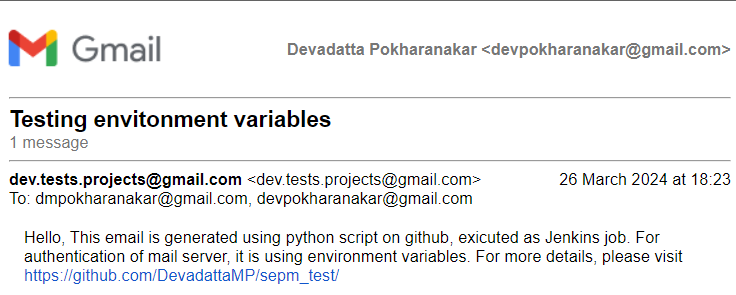 Gmail
Devadatta Pokharanakar <devpokharanakar@gmail.com>
Testing envitonment variables
1 message
dev.tests.projects@gmail.com <dev.tests.projects@gmail.com>
26 March 2024 at 18:23
To: dmpokharanakar@gmail.com, devpokharanakar@gmail.com
Hello, This email is generated using python script on github, exicuted as Jenkins job. For
authentication of mail server, it is using environment variables. For more details, please visit
https://github.com/DevadattaMP/sepm_test/